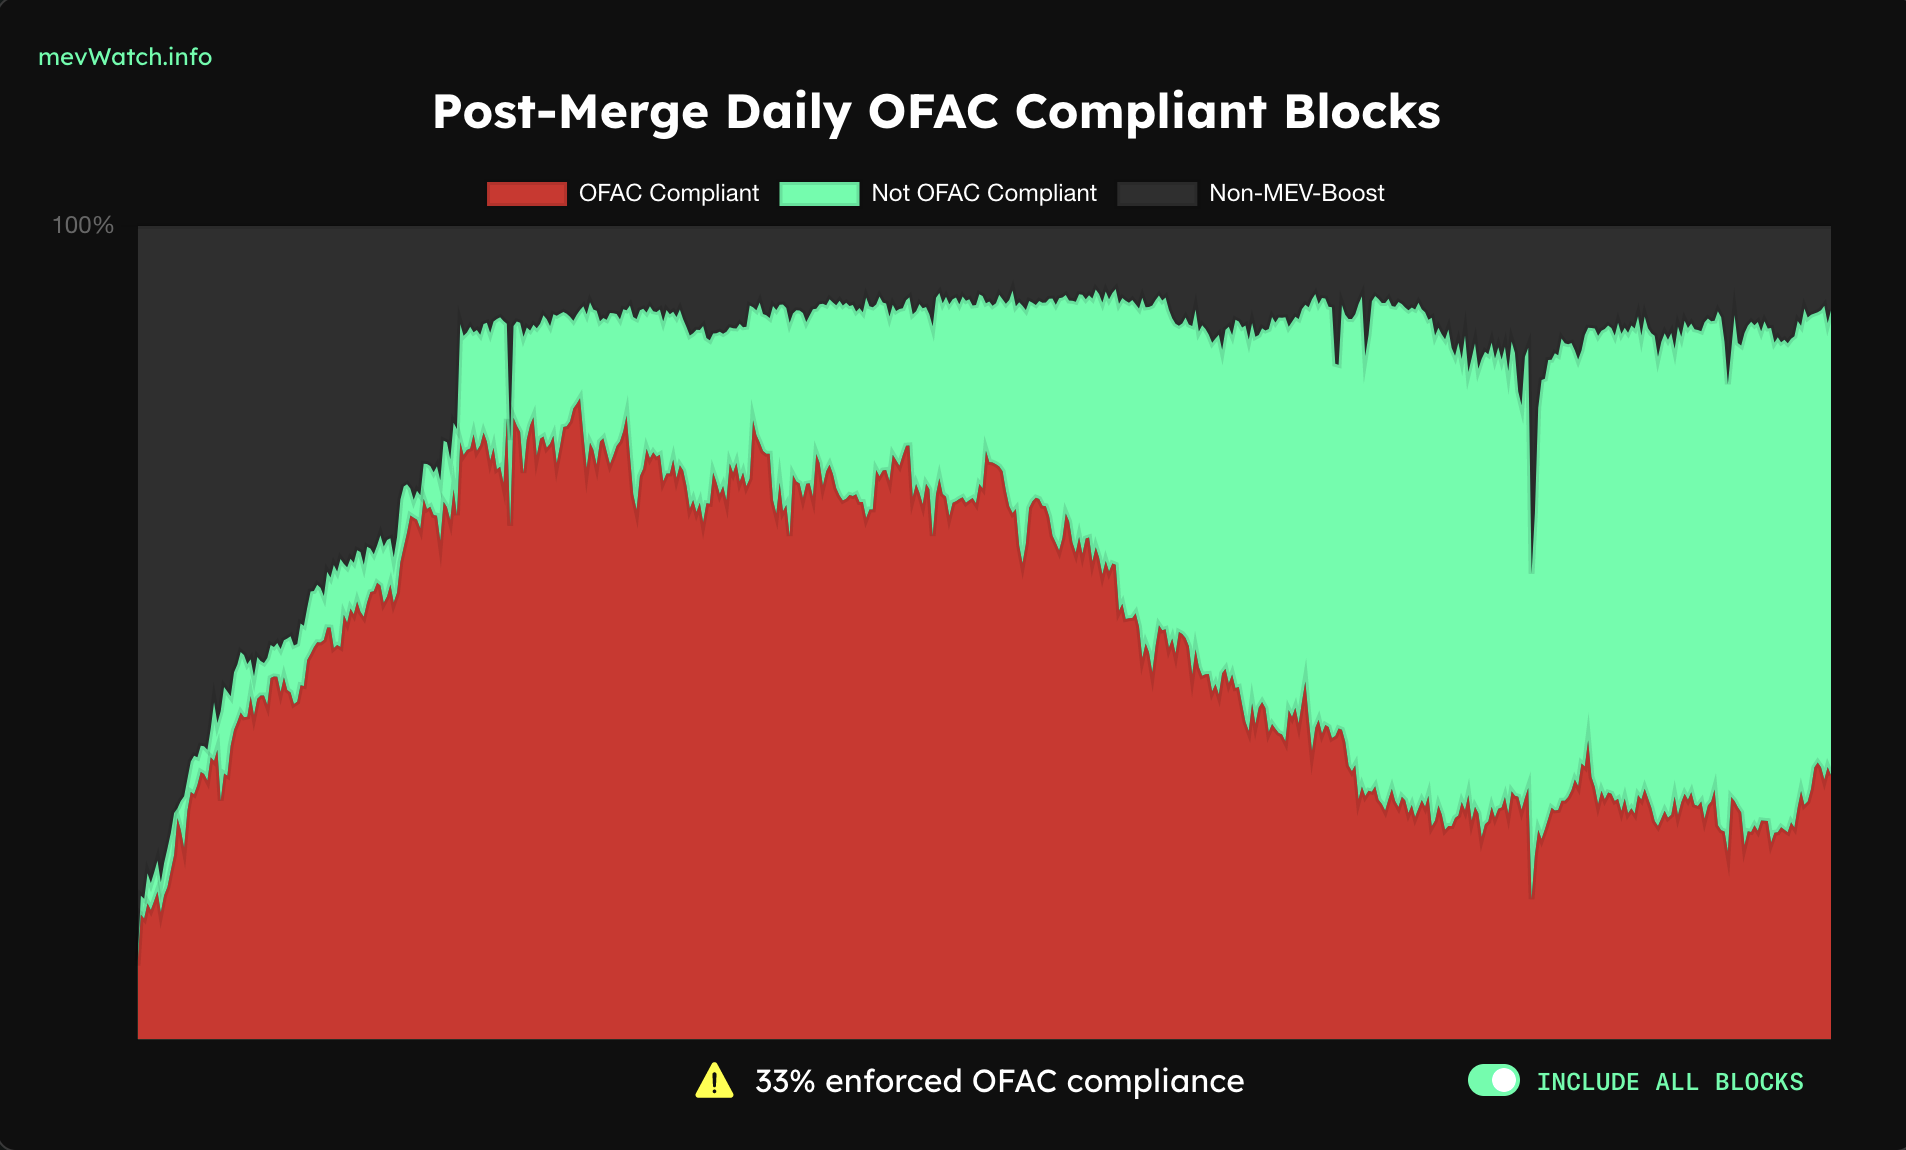 mevWatch.info
Post-Merge Daily OFAC Compliant Blocks
OFAC Compliant Not OFAC Compliant Non-MEV-Boost
100%
33% enforced OFAC compliance
INCLUDE ALL BLOCKS